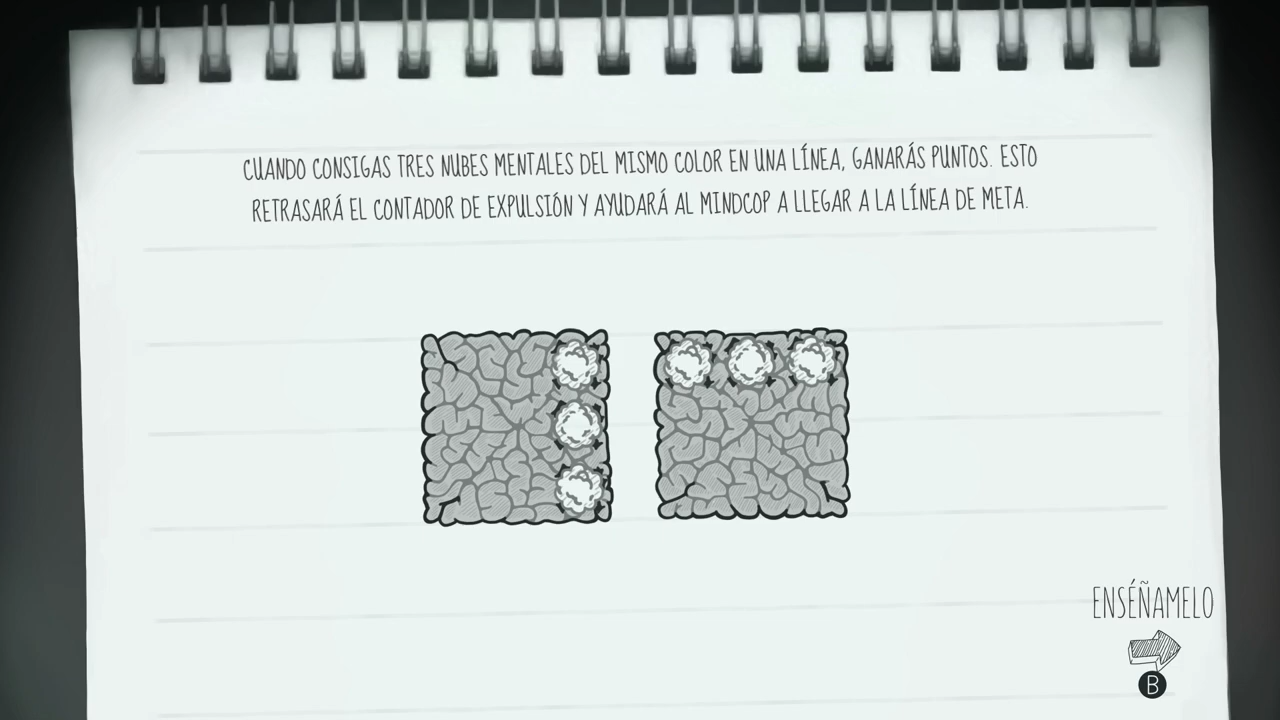 CUANDO CONSIGAS TRES NUBES MENTALES DEL MISMO COLOR EN UNA LÍNEA, GANARÁS PUNTOS. ESTO
RETRASARÁ EL CONTADOR DE EXPULSIÓN Y AYUDARÁ AL MINDCOP A LLEGAR A LA LÍNEA DE META.
ENSÉÑAMELO
B